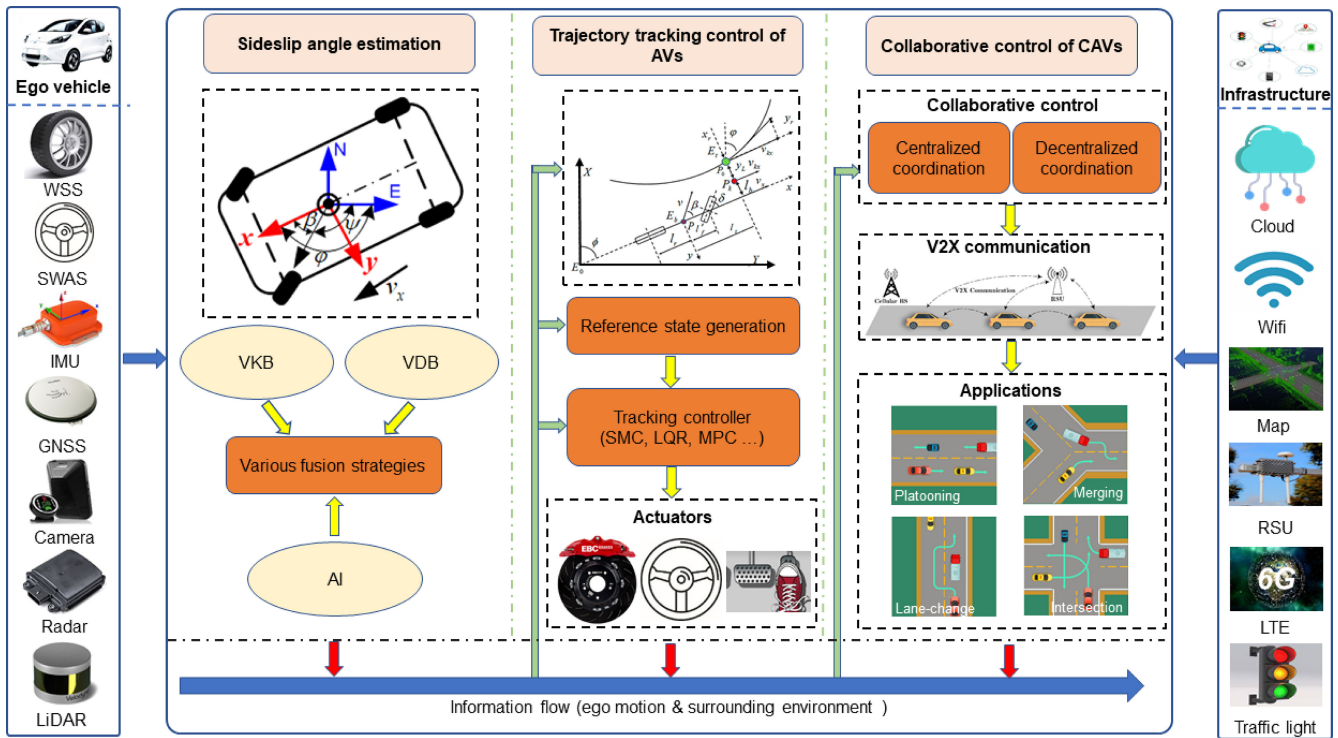 Ego vehicle
WSS
SWAS
IMU
GNSS
Camera
Radar
LiDAR
Sideslip angle estimation
N
E
x
y
β
ψ
φ
v_x
VKB
VDB
Various fusion strategies
AI
Trajectory tracking control of
AVs
X
Y
Reference state generation
Tracking controller
(SMC, LQR, MPC ...)
Actuators
EBC
Collaborative control of CAVs
Collaborative control
Centralized
coordination
Decentralized
coordination
V2X communication
Cellular BS
V2X Communication
RSU
Applications
Platooning
Merging
Lane-change
Intersection
Information flow (ego motion & surrounding environment )
Infrastructure
Cloud
Wifi
Map
RSU
6G
LTE
Traffic light